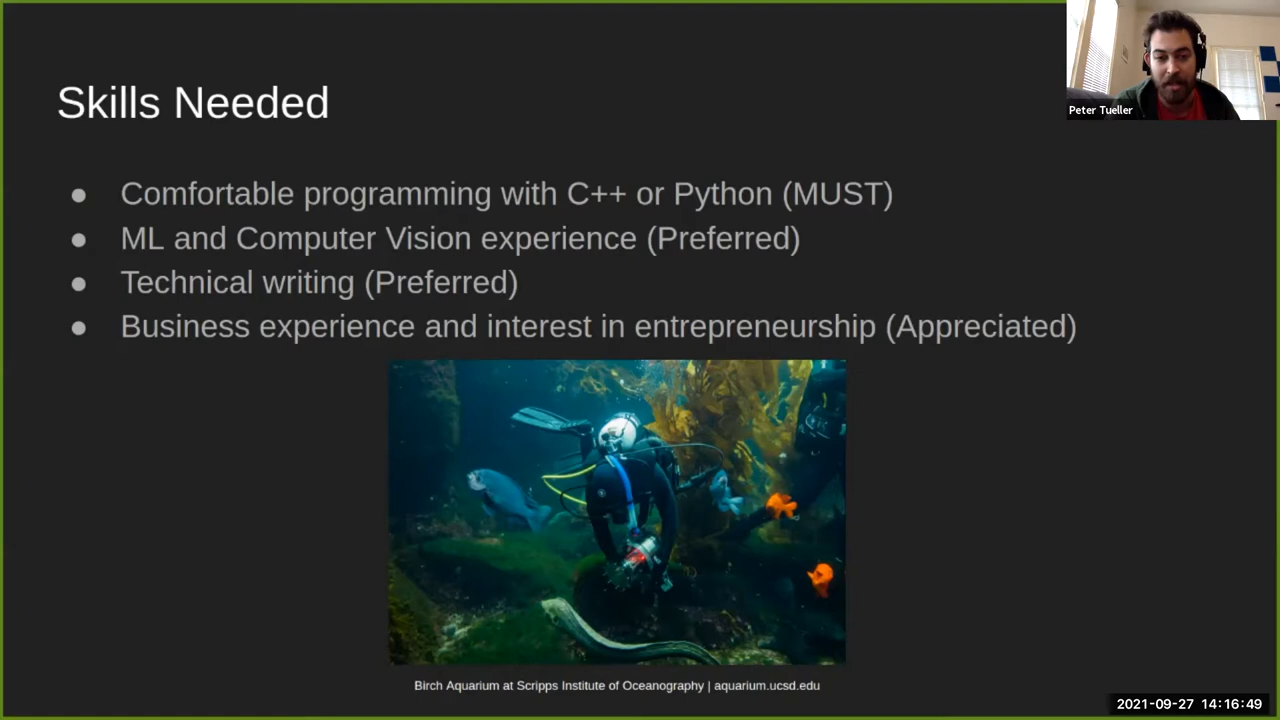 Skills Needed
Peter Tueller
● Comfortable programming with C++ or Python (MUST)
● ML and Computer Vision experience (Preferred)
● Technical writing (Preferred)
● Business experience and interest in entrepreneurship (Appreciated)
Birch Aquarium at Scripps Institute of Oceanography | aquarium.ucsd.edu
2021-09-27 14:16:49